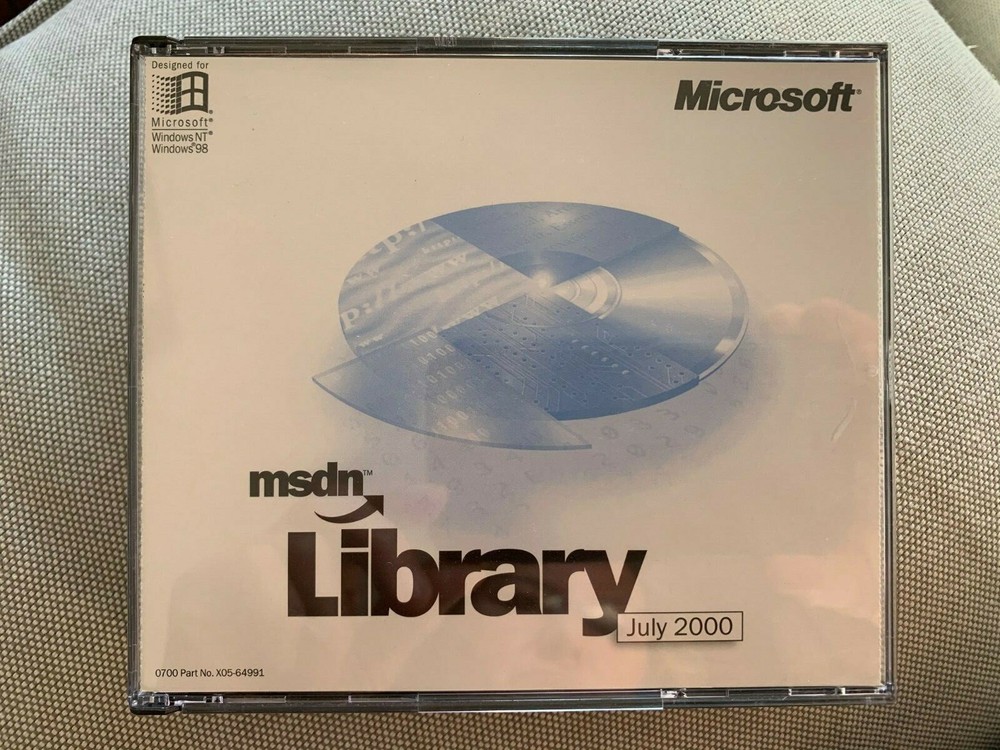 Designed for
Microsoft®
Windows NT®
Windows®98
Microsoft®
msdn™
Library
July 2000
0700 Part No. X05-64991